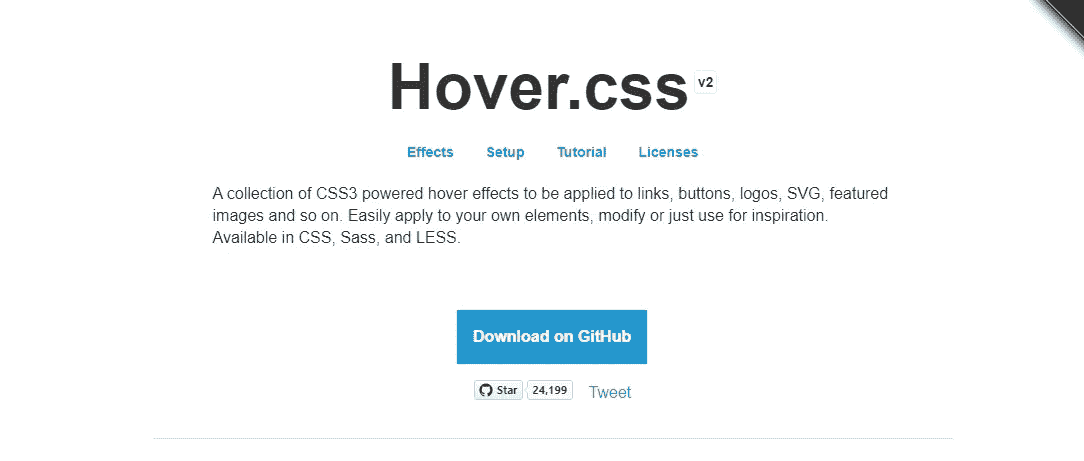 Hover.css v2
Effects Setup Tutorial Licenses
A collection of CSS3 powered hover effects to be applied to links, buttons, logos, SVG, featured
images and so on. Easily apply to your own elements, modify or just use for inspiration.
Available in CSS, Sass, and LESS.
Download on GitHub
Star 24,199 Tweet